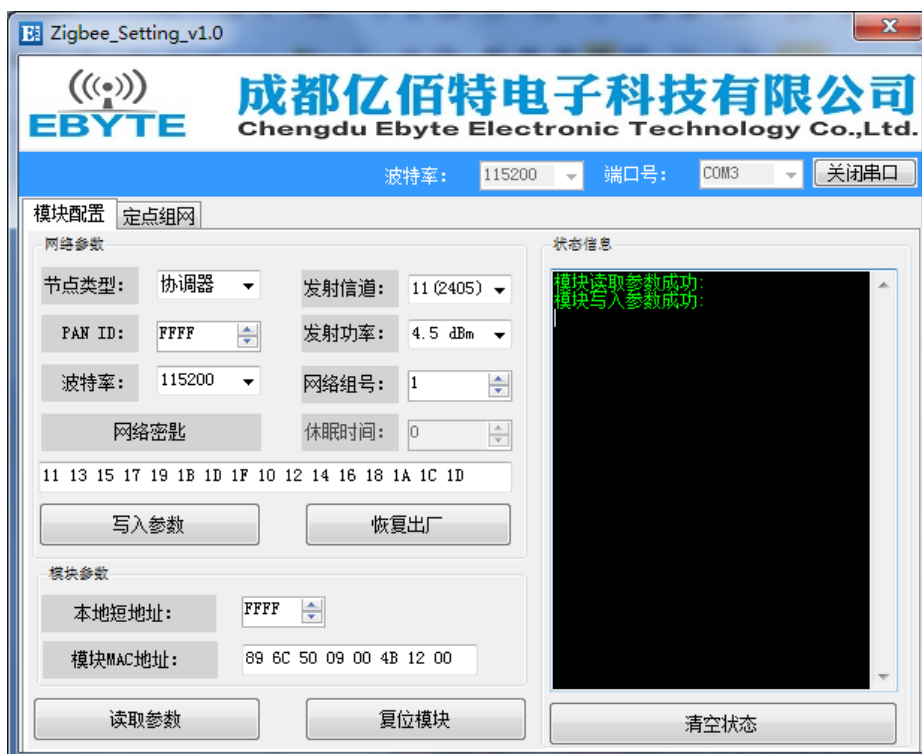 Zigbee_Setting_v1.0
EBYTE
成都亿佰特电子科技有限公司
Chengdu Ebyte Electronic Technology Co.,Ltd.
波特率: 115200 端口号: COM3 关闭串口
模块配置 定点组网
网络参数
节点类型: 协调器 发射信道: 11(2405)
PAN ID: FFFF 发射功率: 4.5 dBm
波特率: 115200 网络组号: 1
网络密匙 休眠时间: 0
11 13 15 17 19 1B 1D 1F 10 12 14 16 18 1A 1C 1D
写入参数 恢复出厂
模块参数
本地短地址: FFFF
模块MAC地址: 89 6C 50 09 00 4B 12 00
读取参数 复位模块
状态信息
模块读取参数成功:
模块写入参数成功:
清空状态